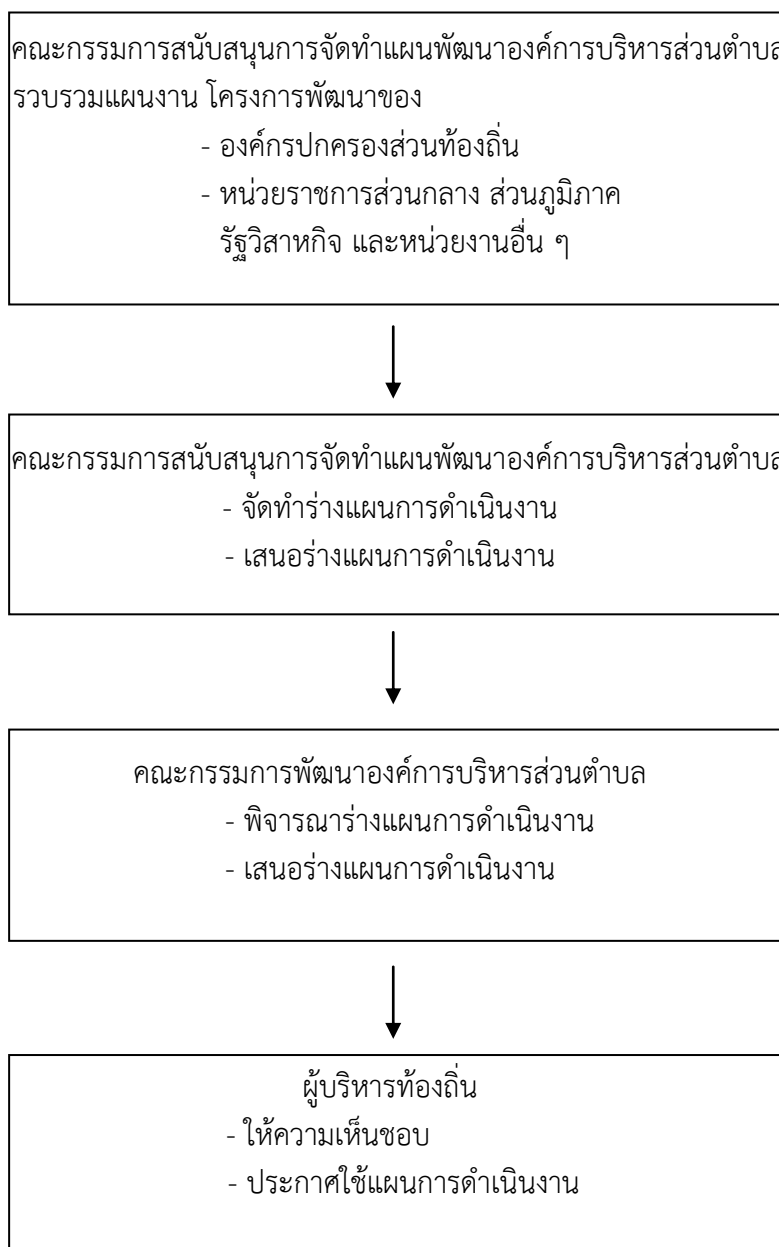 คณะกรรมการสนับสนุนการจัดทำแผนพัฒนาองค์การบริหารส่วนตำบล
รวบรวมแผนงาน โครงการพัฒนาของ
- องค์กรปกครองส่วนท้องถิ่น
- หน่วยราชการส่วนกลาง ส่วนภูมิภาค
รัฐวิสาหกิจ และหน่วยงานอื่น ๆ
คณะกรรมการสนับสนุนการจัดทำแผนพัฒนาองค์การบริหารส่วนตำบล
- จัดทำร่างแผนการดำเนินงาน
- เสนอร่างแผนการดำเนินงาน
คณะกรรมการพัฒนาองค์การบริหารส่วนตำบล
- พิจารณาร่างแผนการดำเนินงาน
- เสนอร่างแผนการดำเนินงาน
ผู้บริหารท้องถิ่น
- ให้ความเห็นชอบ
- ประกาศใช้แผนการดำเนินงาน